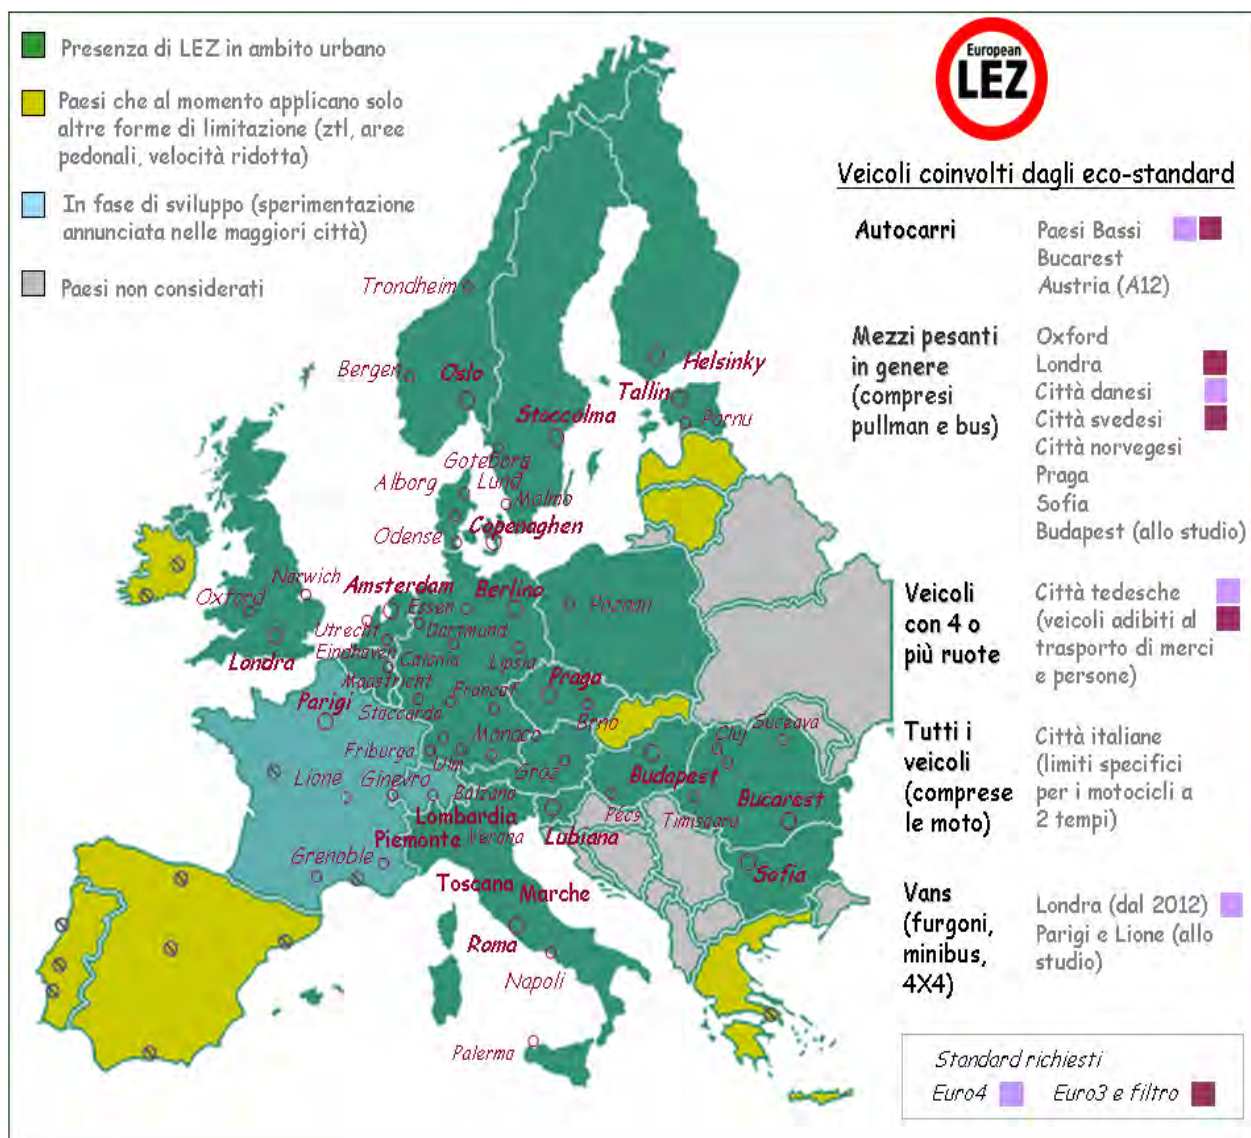 Presenza di LEZ in ambito urbano
Paesi che al momento applicano solo
altre forme di limitazione (ztl, aree
pedonali, velocità ridotta)
In fase di sviluppo (sperimentazione
annunciata nelle maggiori città)
Paesi non considerati
European
LEZ
Veicoli coinvolti dagli eco-standard
Autocarri
Paesi Bassi
Bucarest
Austria (A12)
Mezzi pesanti
in genere
(compresi
pullman e bus)
Oxford
Londra
Città danesi
Città svedesi
Città norvegesi
Praga
Sofia
Budapest (allo studio)
Veicoli
con 4 o
più ruote
Città tedesche
(veicoli adibiti al
trasporto di merci
e persone)
Tutti i
veicoli
(comprese
le moto)
Città italiane
(limiti specifici
per i motocicli a
2 tempi)
Vans
(furgoni,
minibus,
4X4)
Londra (dal 2012)
Parigi e Lione (allo
studio)
Standard richiesti
Euro4
Euro3 e filtro
Trondheim
Bergen
Oslo
Helsinky
Tallin
Parnu
Stoccolma
Goteborg
Alborg
Lund
Malmo
Odense
Copenaghen
Norwich
Oxford
Londra
Amsterdam
Essen
Berlino
Poznan
Utrecht
Dortmund
Eindhaven
Colonia
Lipsia
Maastricht
Francof
Praga
Parigi
Stoccarda
Brno
Suceava
Friburga
Monaco
Cluj
Ulm
Graz
Budapest
Lione
Ginevra
Bolzano
Bucarest
Lombardia
Pécs
Timisoaru
Piemonte
Verona
Lubiana
Grenoble
Sofia
Toscana
Marche
Roma
Napoli
Palermo